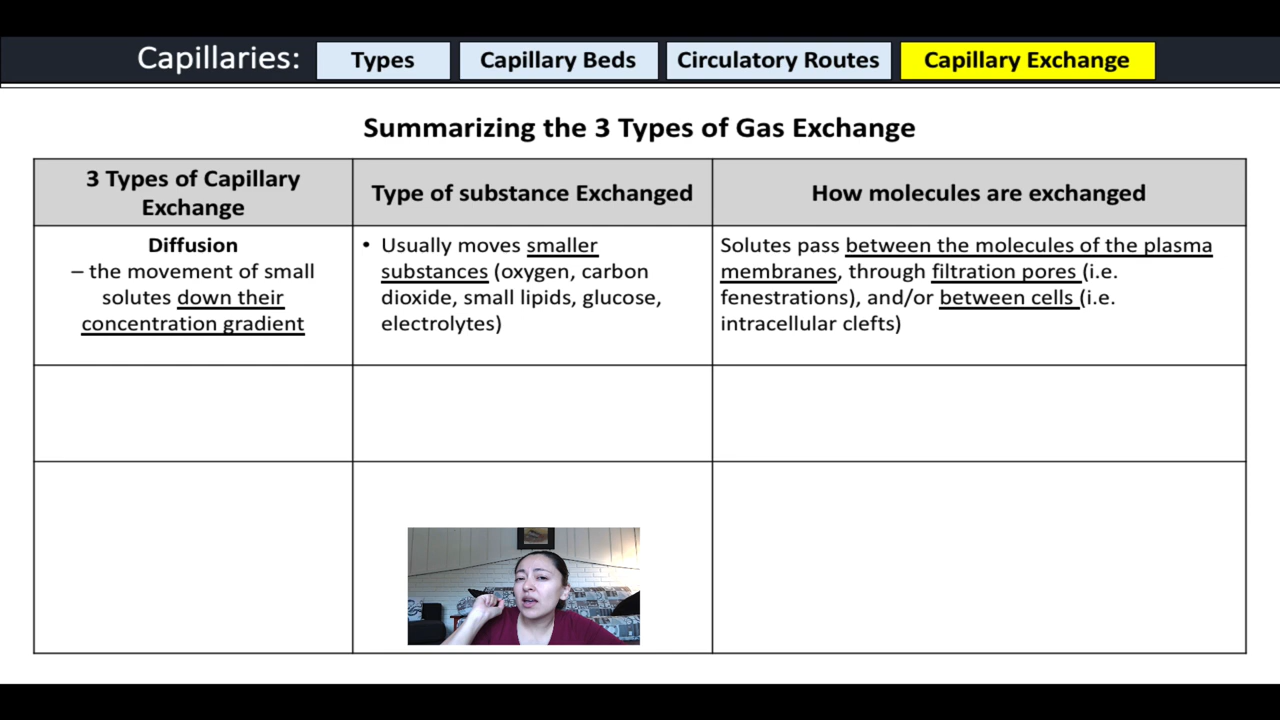 Capillaries: Types Capillary Beds Circulatory Routes Capillary Exchange
Summarizing the 3 Types of Gas Exchange
3 Types of Capillary
Exchange
Type of substance Exchanged
How molecules are exchanged
Diffusion
– the movement of small
solutes down their
concentration gradient
• Usually moves smaller
substances (oxygen, carbon
dioxide, small lipids, glucose,
electrolytes)
Solutes pass between the molecules of the plasma
membranes, through filtration pores (i.e.
fenestrations), and/or between cells (i.e.
intracellular clefts)